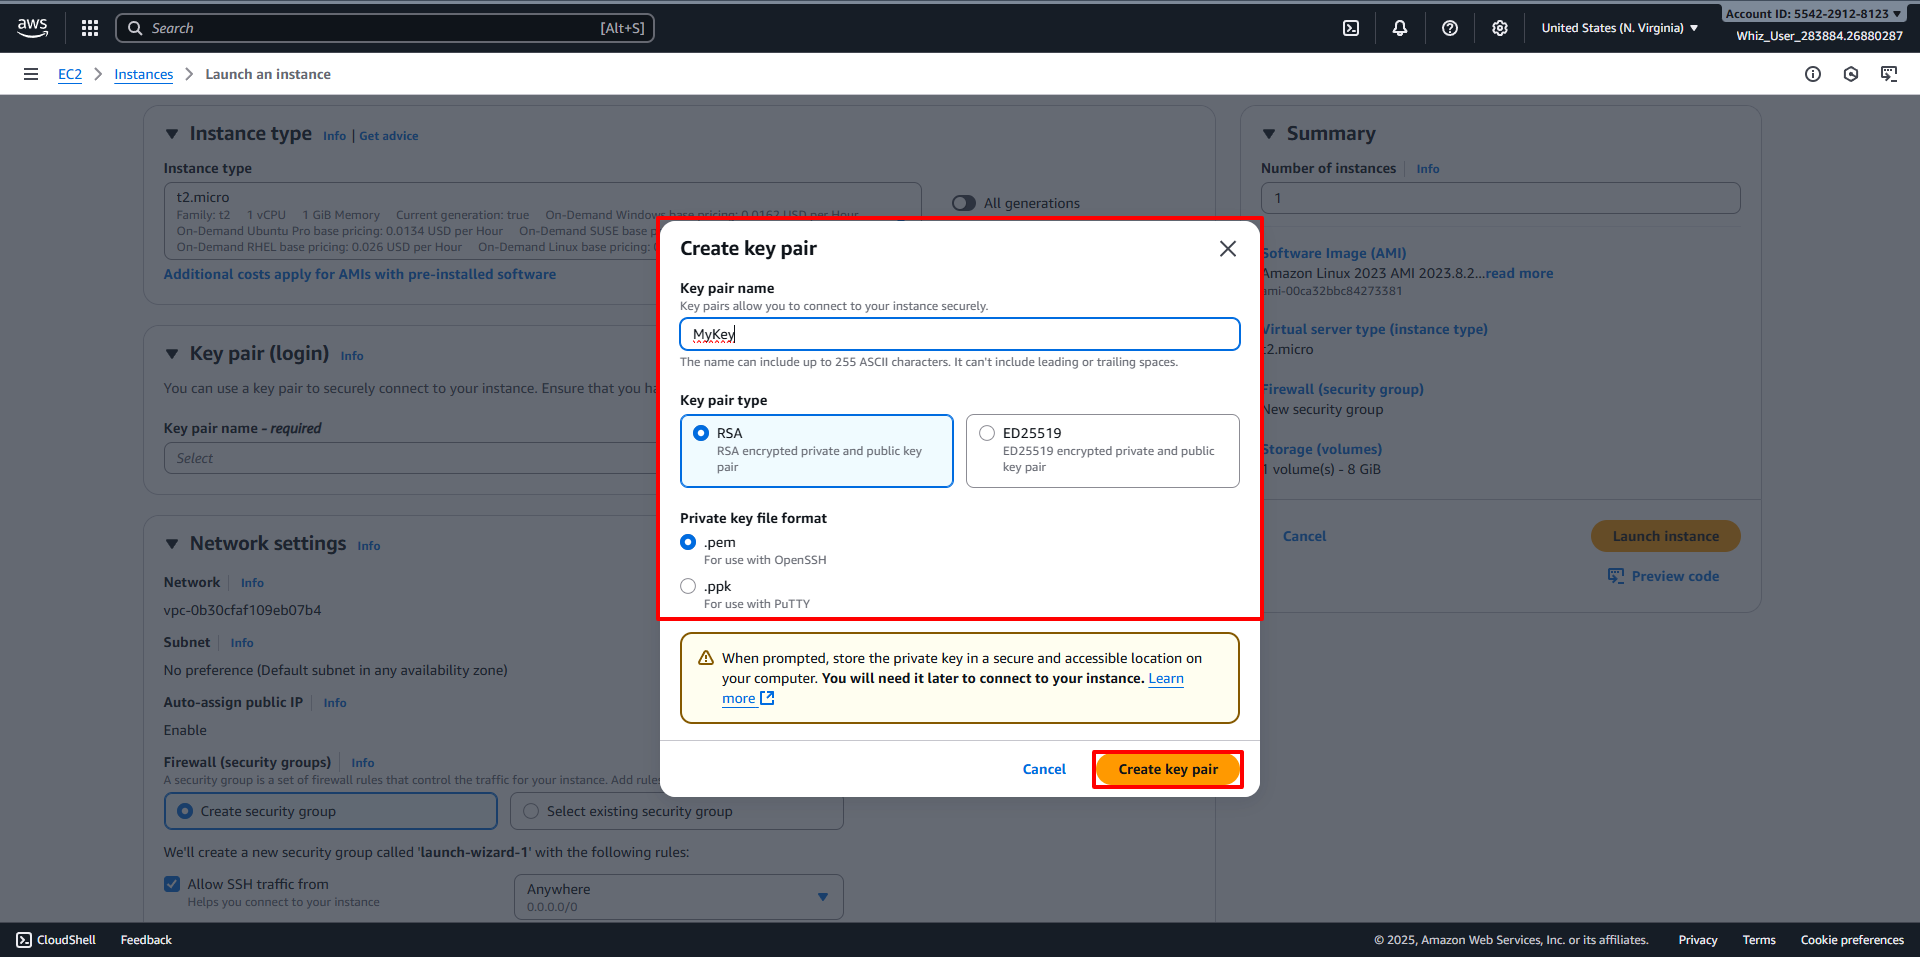 aws
Search [Alt+S]
United States (N. Virginia)
Account ID: 5542-2912-8123
Whiz_User_283884.26880287
EC2 Instances Launch an instance
Instance type Info | Get advice
Instance type
t2.micro
Family: t2 1 vCPU 1 GiB Memory Current generation: true On-Demand Windows base pricing: 0.0162 USD per Hour
On-Demand Ubuntu Pro base pricing: 0.0134 USD per Hour On-Demand SUSE base p
On-Demand RHEL base pricing: 0.026 USD per Hour On-Demand Linux base pricing:
All generations
Additional costs apply for AMIs with pre-installed software
Key pair (login) Info
You can use a key pair to securely connect to your instance. Ensure that you ha
Key pair name - required
Select
Network settings Info
Network Info
vpc-0b30cfaf109eb07b4
Subnet Info
No preference (Default subnet in any availability zone)
Auto-assign public IP Info
Enable
Firewall (security groups) Info
A security group is a set of firewall rules that control the traffic for your instance. Add rules
Create security group
Select existing security group
We'll create a new security group called 'launch-wizard-1' with the following rules:
Allow SSH traffic from
Helps you connect to your instance
Anywhere
0.0.0.0/0
Create key pair
Key pair name
Key pairs allow you to connect to your instance securely.
MyKey
The name can include up to 255 ASCII characters. It can't include leading or trailing spaces.
Key pair type
RSA
RSA encrypted private and public key
pair
ED25519
ED25519 encrypted private and public
key pair
Private key file format
.pem
For use with OpenSSH
.ppk
For use with PuTTY
When prompted, store the private key in a secure and accessible location on
your computer. You will need it later to connect to your instance. Learn
more
Cancel
Create key pair
Summary
Number of instances Info
1
Software Image (AMI)
Amazon Linux 2023 AMI 2023.8.2...read more
ami-00ca32bbc84273381
Virtual server type (instance type)
t2.micro
Firewall (security group)
New security group
Storage (volumes)
1 volume(s) - 8 GiB
Cancel
Launch instance
Preview code
CloudShell Feedback
© 2025, Amazon Web Services, Inc. or its affiliates. Privacy Terms Cookie preferences